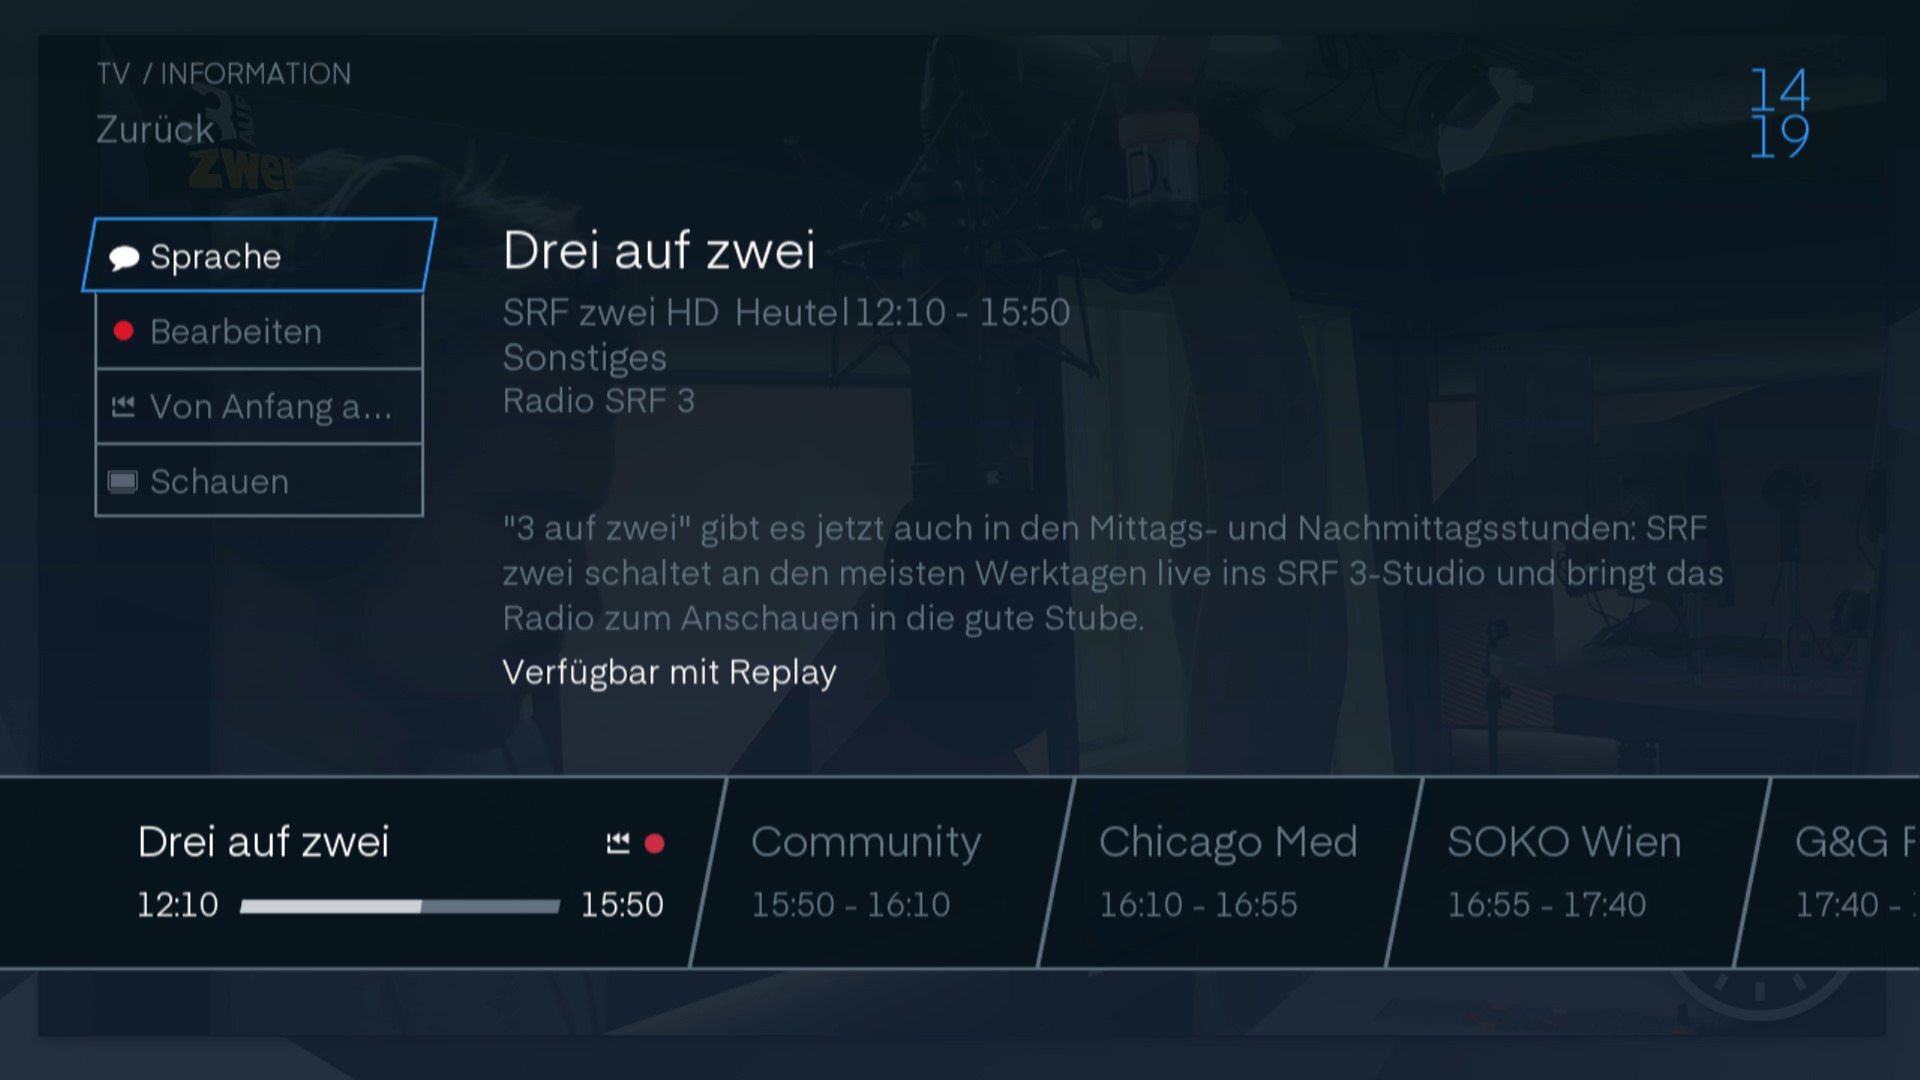 TV / INFORMATION
Zurück
3 AUF
zwei
14
19
Sprache
Bearbeiten
Von Anfang a...
Schauen
Drei auf zwei
SRF zwei HD Heute|12:10 - 15:50
Sonstiges
Radio SRF 3
"3 auf zwei" gibt es jetzt auch in den Mittags- und Nachmittagsstunden: SRF
zwei schaltet an den meisten Werktagen live ins SRF 3-Studio und bringt das
Radio zum Anschauen in die gute Stube.
Verfügbar mit Replay
Drei auf zwei
12:10 15:50
Community
15:50 - 16:10
Chicago Med
16:10 - 16:55
SOKO Wien
16:55 - 17:40
G&G
17:40 -